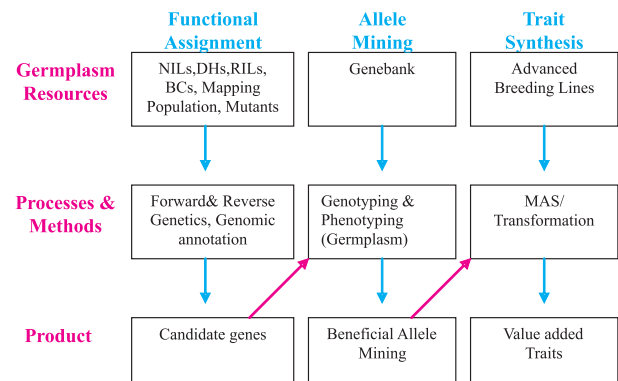 Functional
Assignment
Allele
Mining
Trait
Synthesis
Germplasm
Resources
NILs,DHs,RILs,
BCs, Mapping
Population, Mutants
Genebank
Advanced
Breeding Lines
Processes &
Methods
Forward& Reverse
Genetics, Genomic
annotation
Genotyping &
Phenotyping
(Germplasm)
MAS/
Transformation
Product
Candidate genes
Beneficial Allele
Mining
Value added
Traits